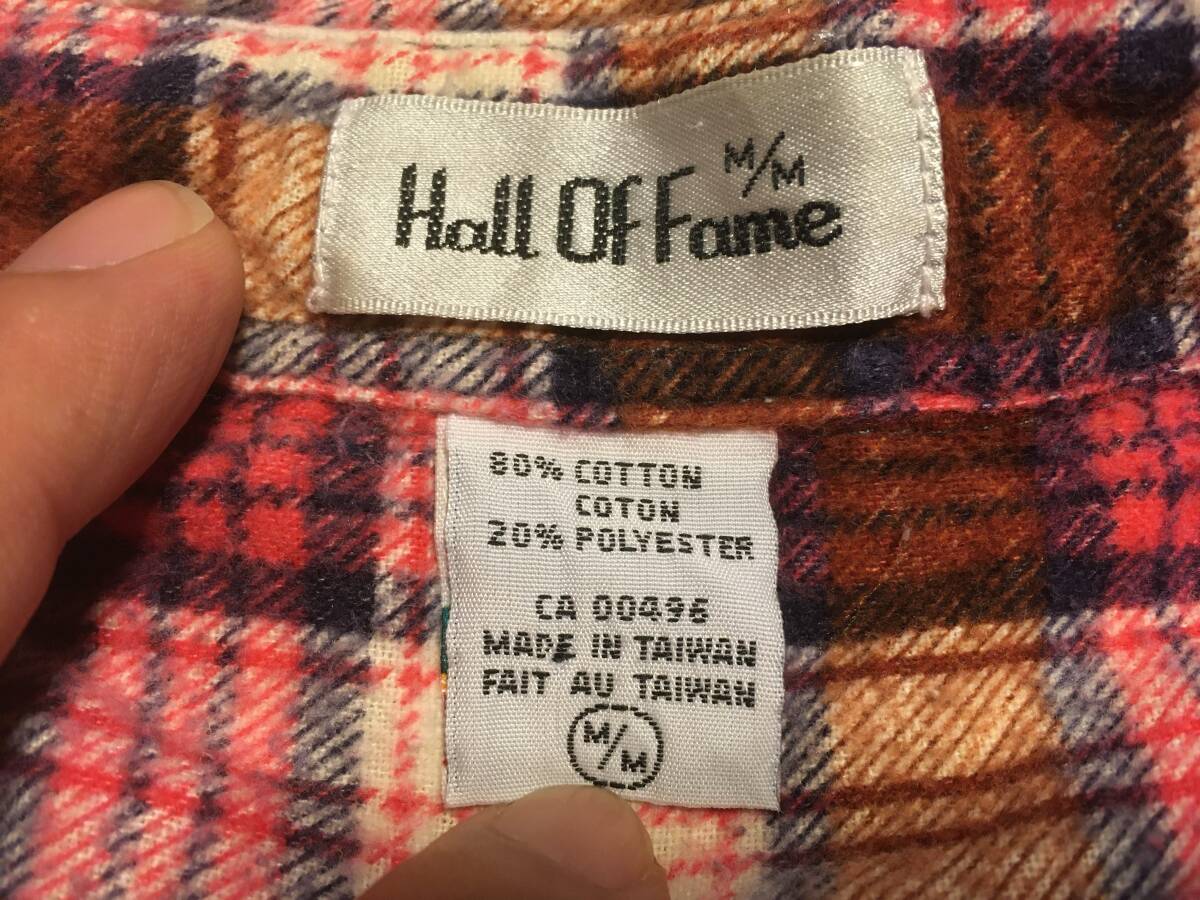 M/M
Hall Of Fame
80% COTTON
COTON
20% POLYESTER
CA 00496
MADE IN TAIWAN
FAIT AU TAIWAN
M/M